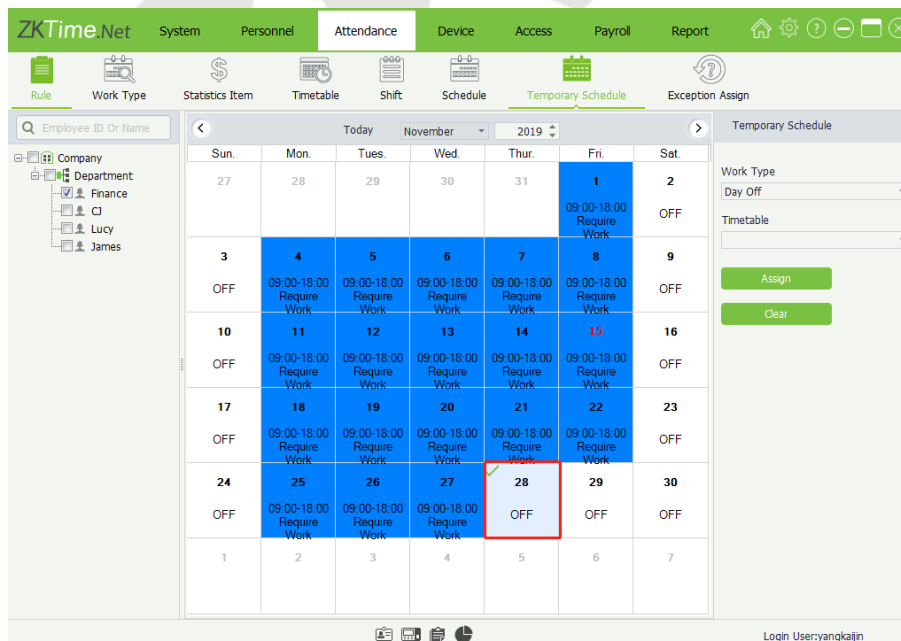 ZKTime.Net System Personnel Attendance Device Access Payroll Report
Rule Work Type Statistics Item Timetable Shift Schedule Temporary Schedule Exception Assign
Employee ID Or Name
Company
Department
Finance
CJ
Lucy
James
Today November 2019
Sun. Mon. Tues. Wed. Thur. Fri. Sat.
27 28 29 30 31 1 2
09:00-18:00 OFF
Require
Work
3 4 5 6 7 8 9
OFF 09:00-18:00 09:00-18:00 09:00-18:00 09:00-18:00 09:00-18:00 OFF
Require Require Require Require Require
Work Work Work Work Work
10 11 12 13 14 15 16
OFF 09:00-18:00 09:00-18:00 09:00-18:00 09:00-18:00 09:00-18:00 OFF
Require Require Require Require Require
Work Work Work Work Work
17 18 19 20 21 22 23
OFF 09:00-18:00 09:00-18:00 09:00-18:00 09:00-18:00 09:00-18:00 OFF
Require Require Require Require Require
Work Work Work Work Work
24 25 26 27 28 29 30
OFF 09:00-18:00 09:00-18:00 09:00-18:00 OFF OFF OFF
Require Require Require
Work Work Work
1 2 3 4 5 6 7
Temporary Schedule
Work Type
Day Off
Timetable
Assign
Clear
Login User:yangkaijin